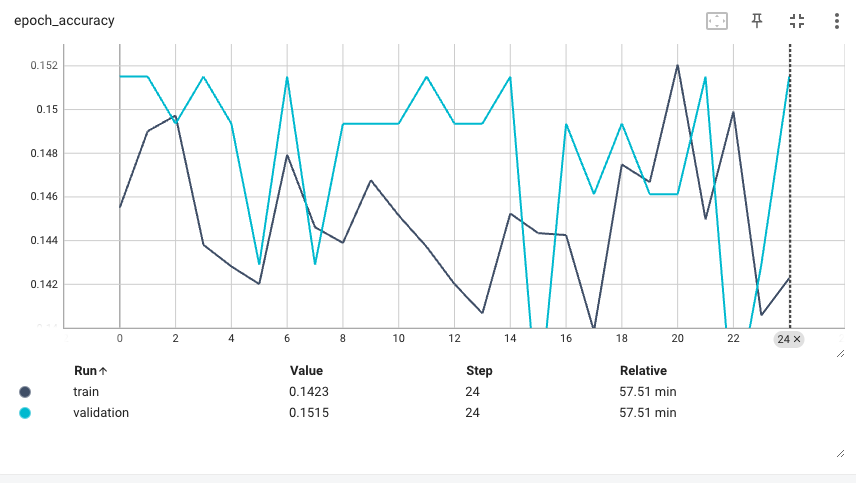 epoch_accuracy
0.152
0.15
0.148
0.146
0.144
0.142
0 2 4 6 8 10 12 14 16 18 20 22 24 ×
Run↑ Value Step Relative
train 0.1423 24 57.51 min
validation 0.1515 24 57.51 min